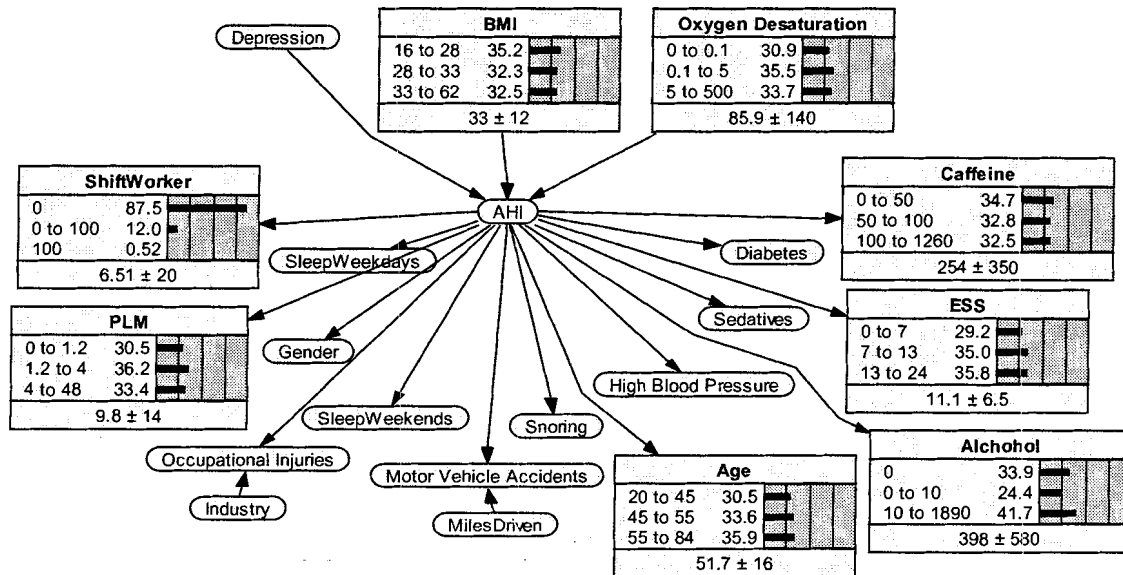 Depression
BMI
16 to 28 35.2
28 to 33 32.3
33 to 62 32.5
33 ± 12
Oxygen Desaturation
0 to 0.1 30.9
0.1 to 5 35.5
5 to 500 33.7
85.9 ± 140
ShiftWorker
0 87.5
0 to 100 12.0
100 0.52
6.51 ± 20
AHI
Caffeine
0 to 50 34.7
50 to 100 32.8
100 to 1260 32.5
254 ± 350
SleepWeekdays
Diabetes
PLM
0 to 1.2 30.5
1.2 to 4 36.2
4 to 48 33.4
9.8 ± 14
Gender
Sedatives
ESS
0 to 7 29.2
7 to 13 35.0
13 to 24 35.8
11.1 ± 6.5
High Blood Pressure
SleepWeekends
Snoring
Occupational Injuries
Industry
Motor Vehicle Accidents
MilesDriven
Age
20 to 45 30.5
45 to 55 33.6
55 to 84 35.9
51.7 ± 16
Alchohol
0 33.9
0 to 10 24.4
10 to 1890 41.7
398 ± 530